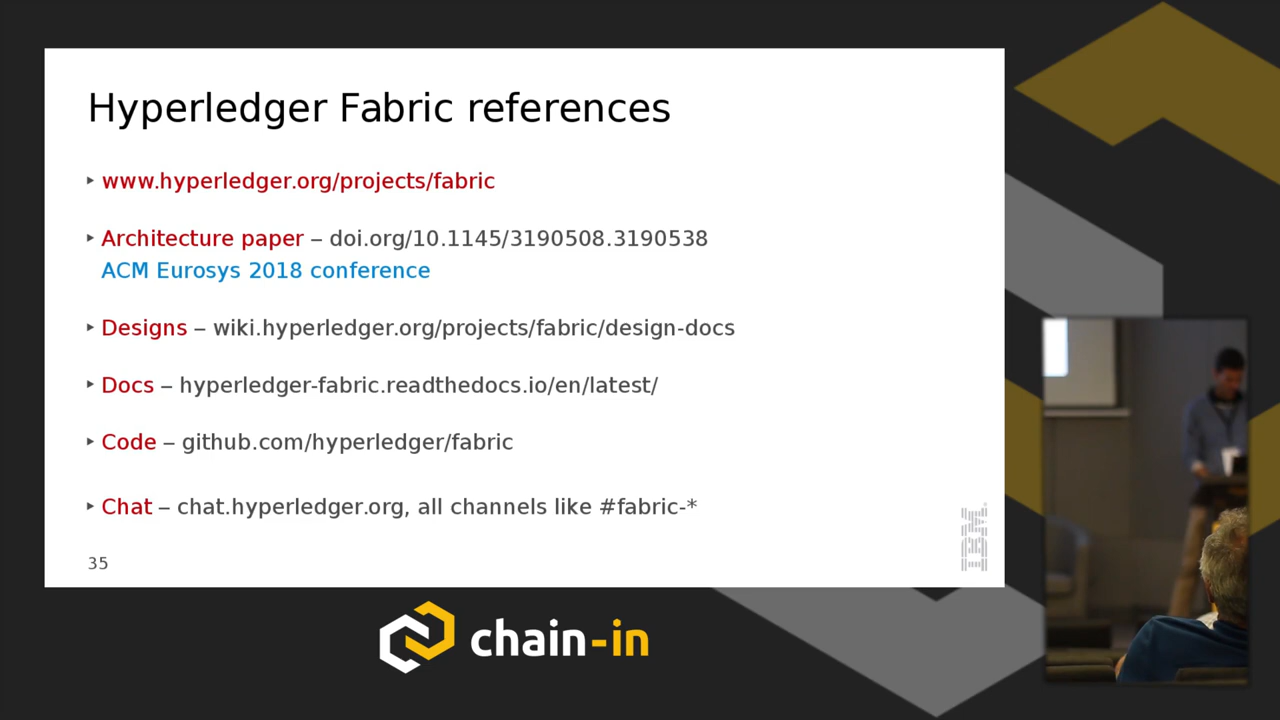 Hyperledger Fabric references
‣ www.hyperledger.org/projects/fabric
‣ Architecture paper – doi.org/10.1145/3190508.3190538
ACM Eurosys 2018 conference
‣ Designs – wiki.hyperledger.org/projects/fabric/design-docs
‣ Docs – hyperledger-fabric.readthedocs.io/en/latest/
‣ Code – github.com/hyperledger/fabric
‣ Chat – chat.hyperledger.org, all channels like #fabric-*
35
IBM
chain-in